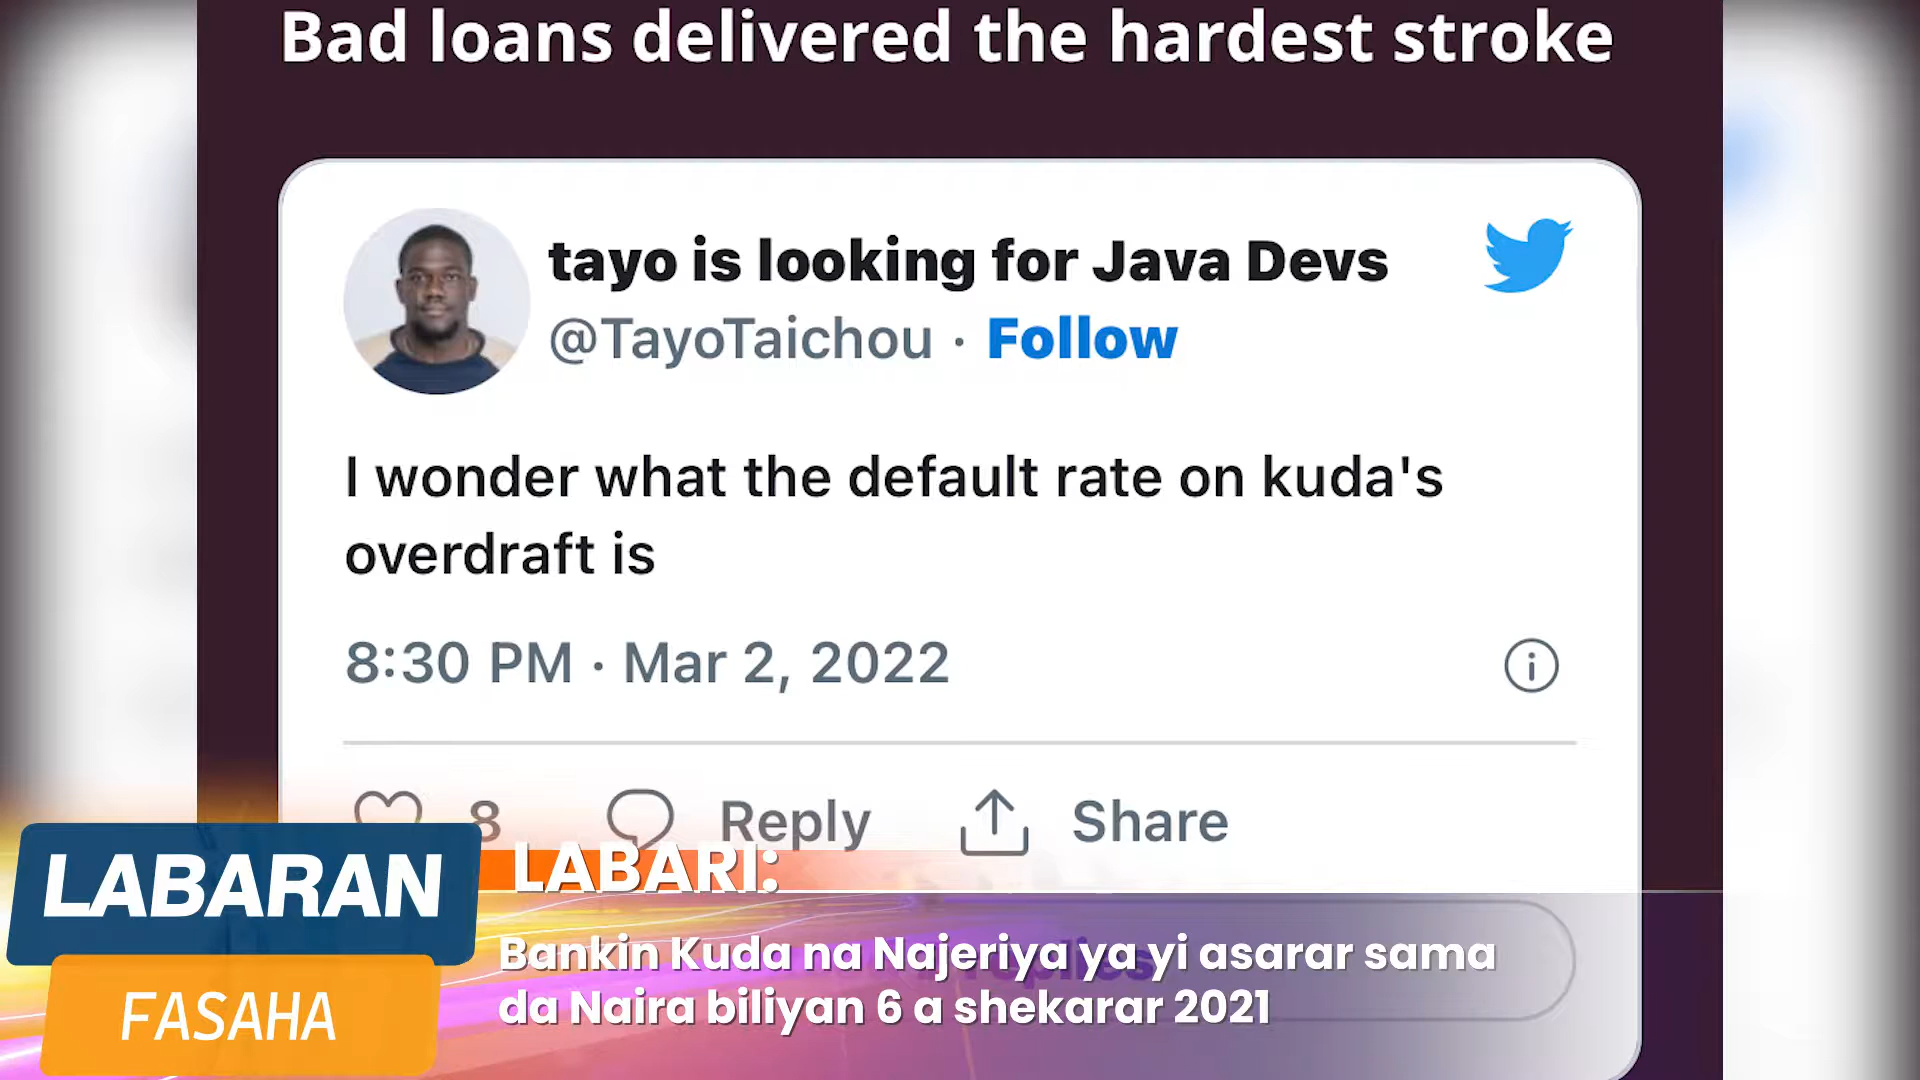 Bad loans delivered the hardest stroke
tayo is looking for Java Devs
@TayoTaichou · Follow
I wonder what the default rate on kuda's
overdraft is
8:30 PM · Mar 2, 2022
8 Reply Share
LABARAN
FASAHA
LABARI:
Bankin Kuda na Najeriya ya yi asarar sama
da Naira biliyan 6 a shekarar 2021